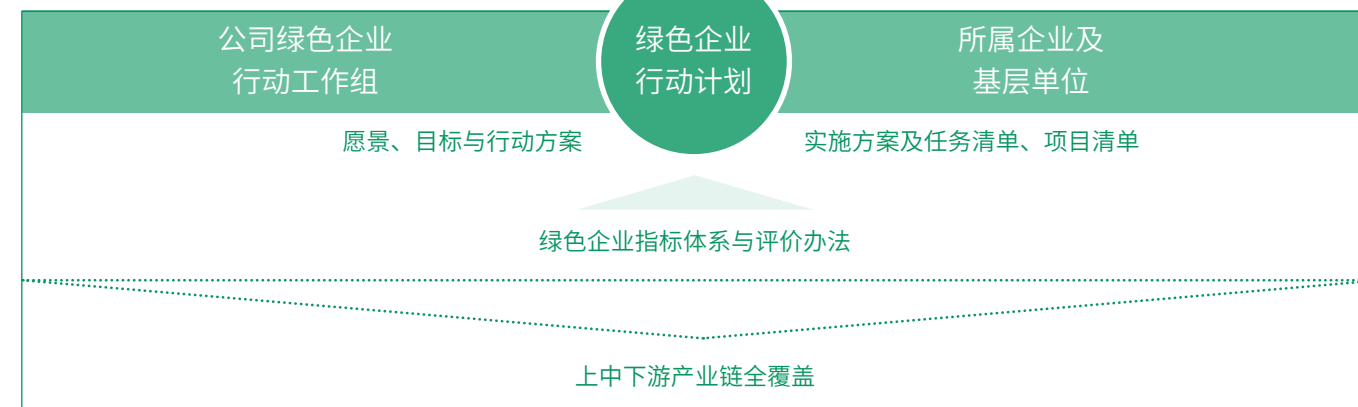 公司绿色企业
行动工作组
绿色企业
行动计划
所属企业及
基层单位
愿景、目标与行动方案
实施方案及任务清单、项目清单
绿色企业指标体系与评价办法
上中下游产业链全覆盖